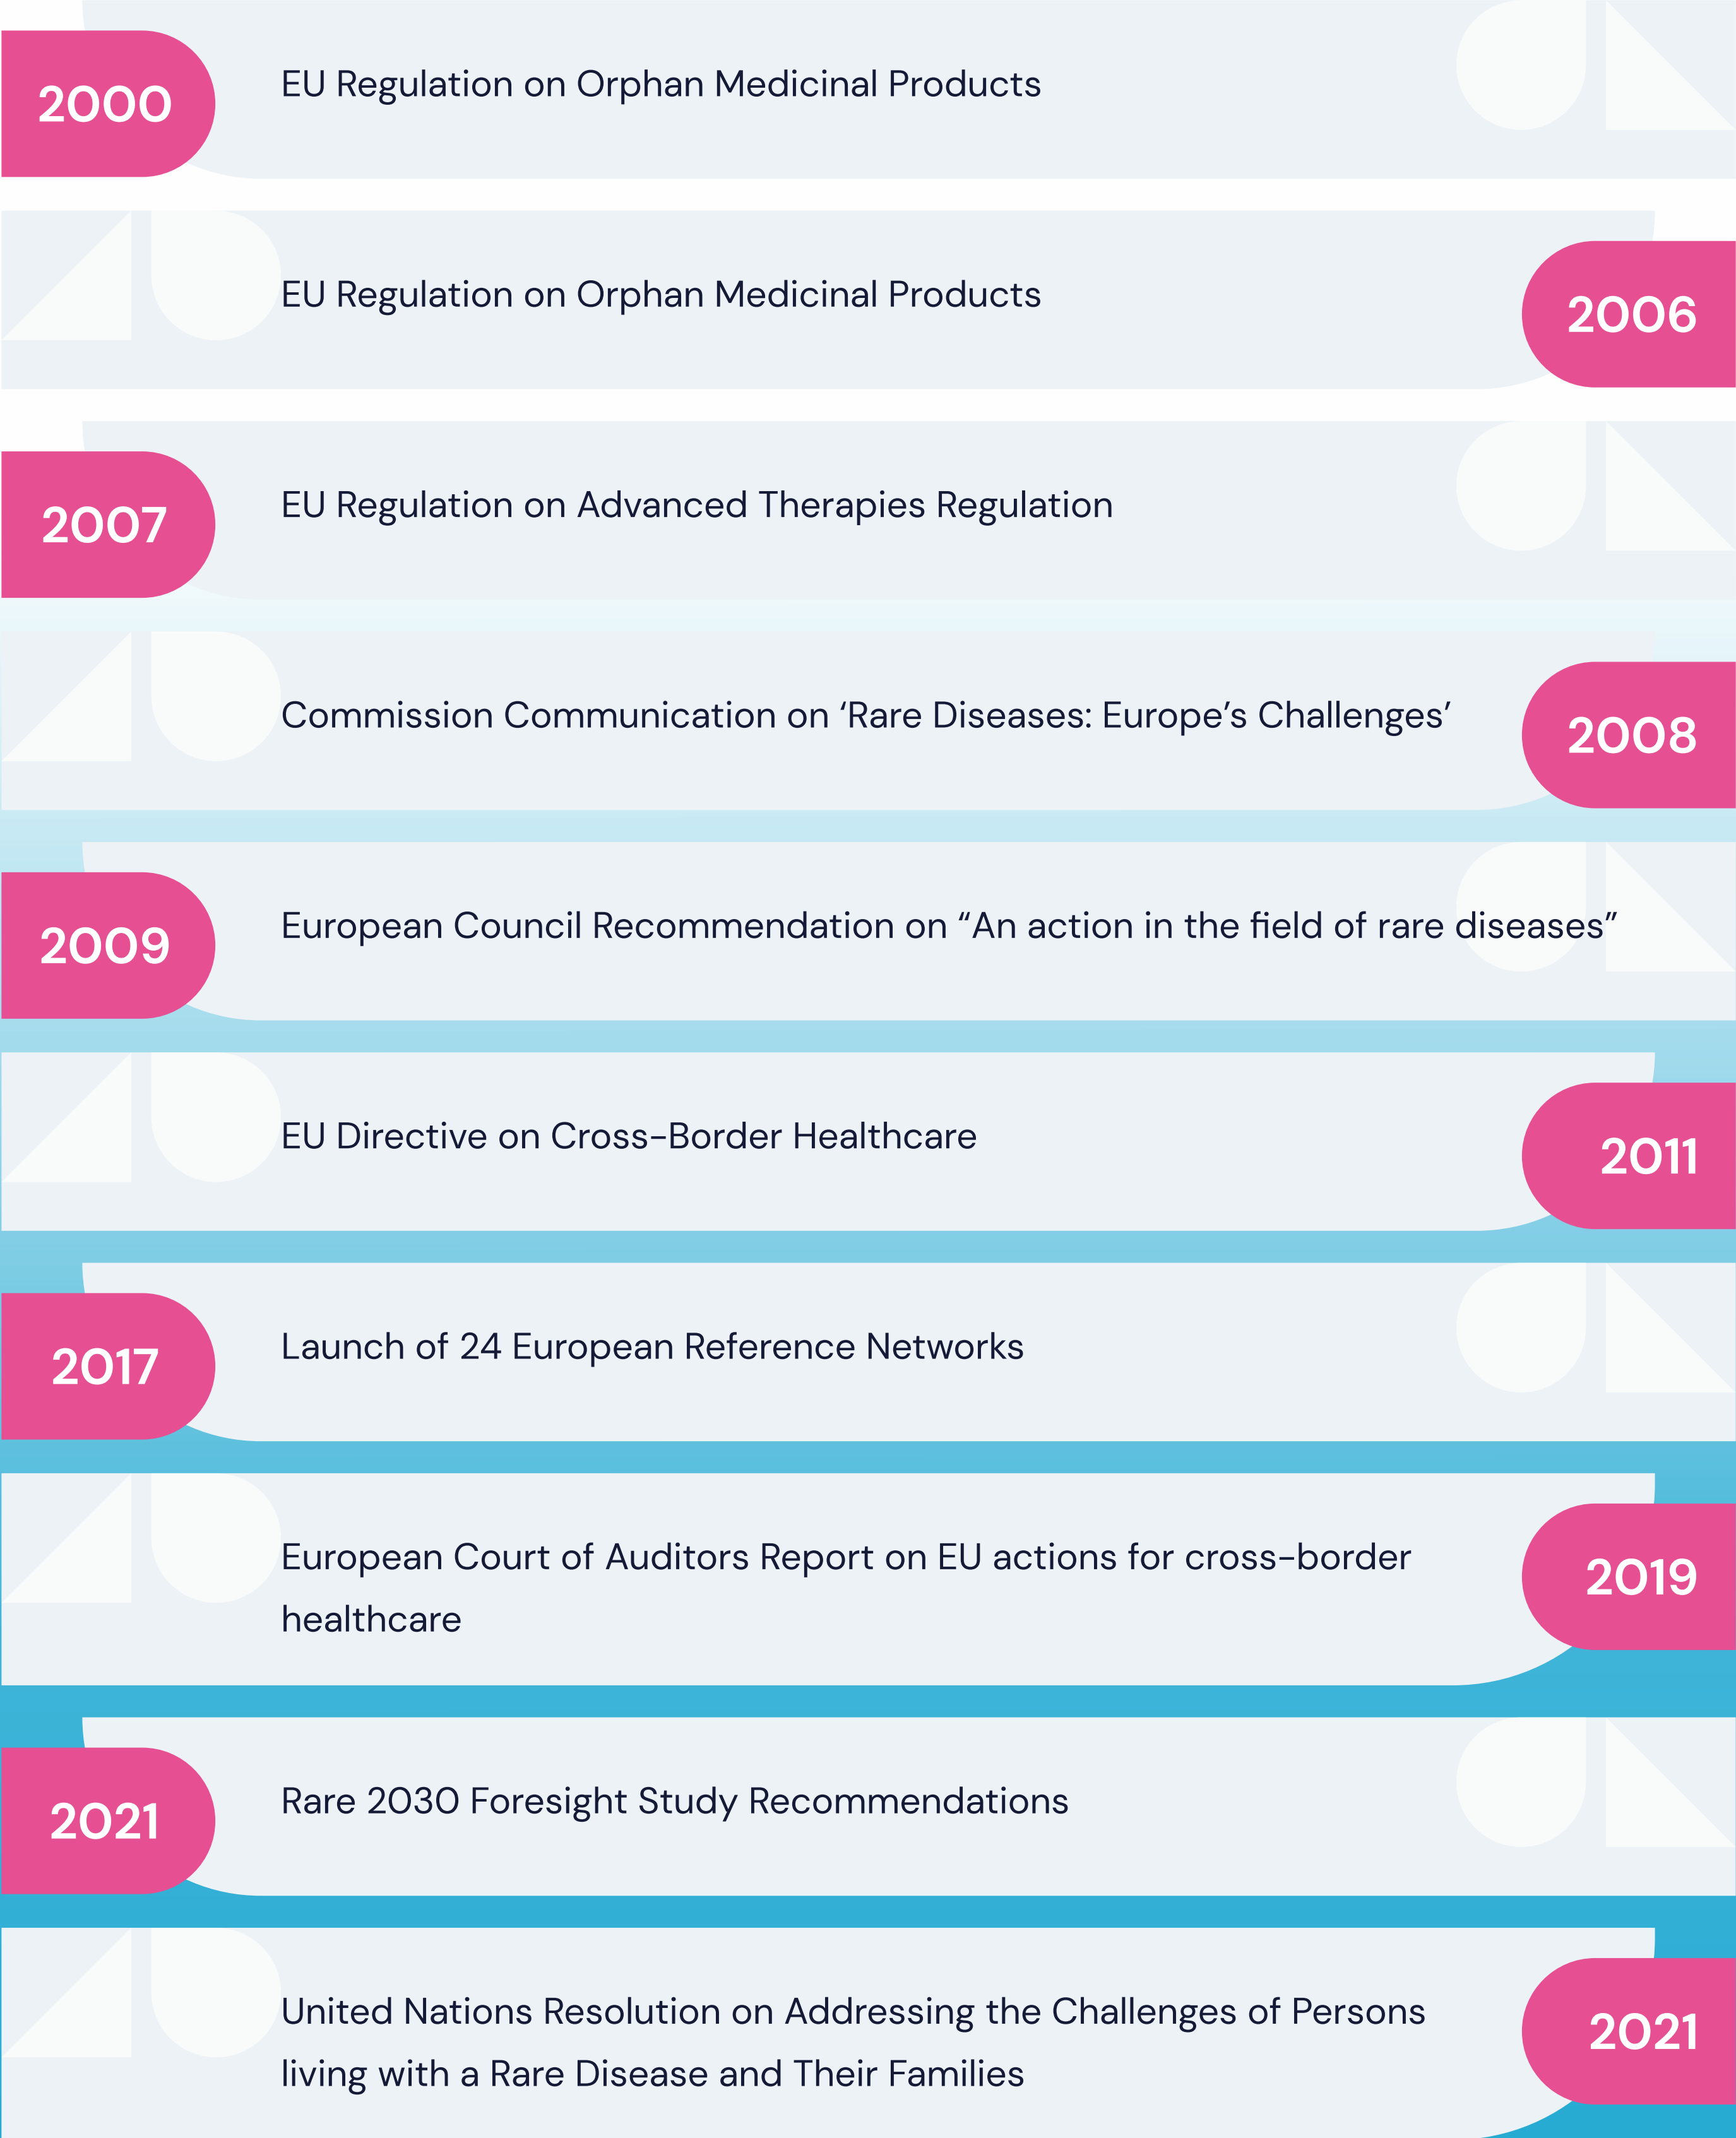 2000
EU Regulation on Orphan Medicinal Products
EU Regulation on Orphan Medicinal Products
2006
2007
EU Regulation on Advanced Therapies Regulation
Commission Communication on ‘Rare Diseases: Europe’s Challenges’
2008
2009
European Council Recommendation on “An action in the field of rare diseases”
EU Directive on Cross-Border Healthcare
2011
2017
Launch of 24 European Reference Networks
European Court of Auditors Report on EU actions for cross-border
healthcare
2019
2021
Rare 2030 Foresight Study Recommendations
United Nations Resolution on Addressing the Challenges of Persons
living with a Rare Disease and Their Families
2021